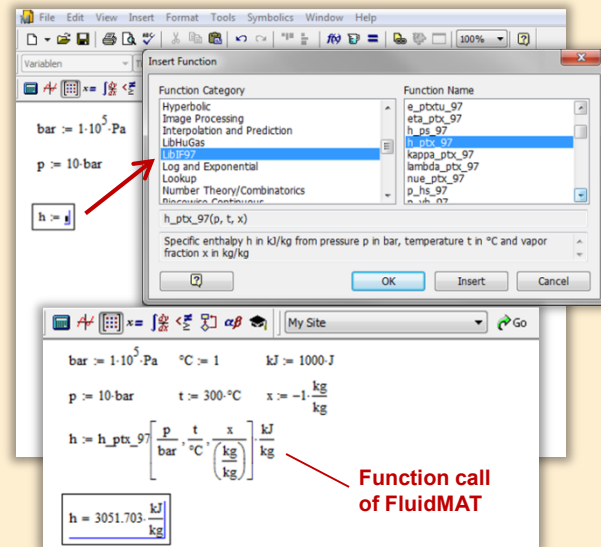 File Edit View Insert Format Tools Symbolics Window Help
100%
Variablen
Insert Function
Function Category
Function Name
Hyperbolic
Image Processing
Interpolation and Prediction
LibHuGas
LibIF97
Log and Exponential
Lookup
Number Theory/Combinatorics
Piecewise Continuous
e_ptxtu_97
eta_ptx_97
h_ps_97
h_ptx_97
kappa_ptx_97
lambda_ptx_97
nue_ptx_97
p_hs_97
h_ptx_97(p, t, x)
Specific enthalpy h in kJ/kg from pressure p in bar, temperature t in °C and vapor
fraction x in kg/kg
OK Insert Cancel
bar := 1·10^5·Pa
p := 10·bar
h :=
My Site Go
bar := 1·10^5·Pa °C := 1 kJ := 1000·J
p := 10·bar t := 300·°C x := −1·kg/kg
h := h_ptx_97[p/bar, t/°C, x/(kg/kg)]·kJ/kg
h = 3051.703·kJ/kg
Function call
of FluidMAT